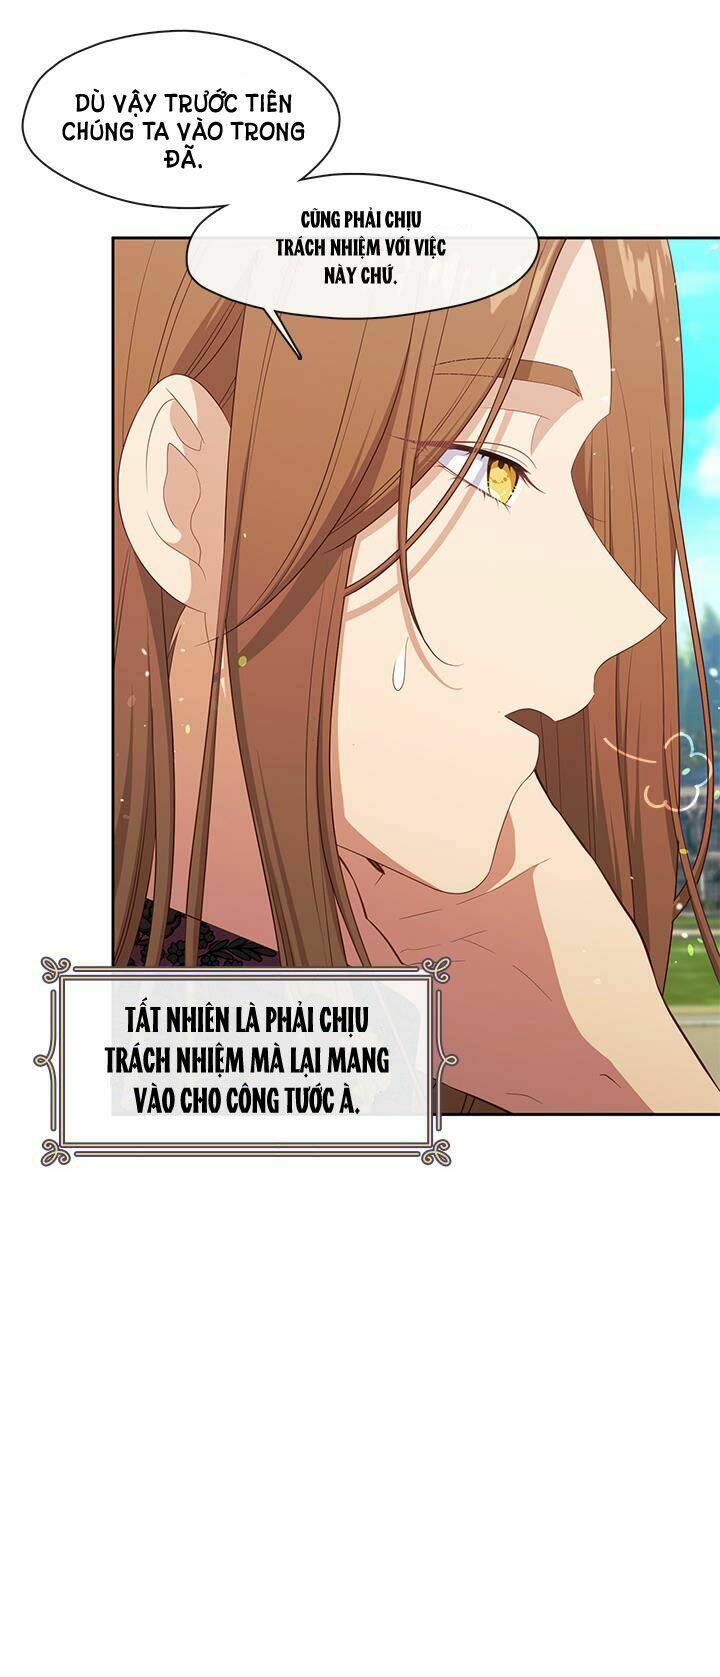 DÙ VẬY TRƯỚC TIÊN
CHÚNG TA VÀO TRONG
ĐÃ.
CŨNG PHẢI CHỊU
TRÁCH NHIỆM VỚI VIỆC
NÀY CHỨ.
TẤT NHIÊN LÀ PHẢI CHỊU
TRÁCH NHIỆM MÀ LẠI MANG
VÀO CHO CÔNG TƯỚC À.